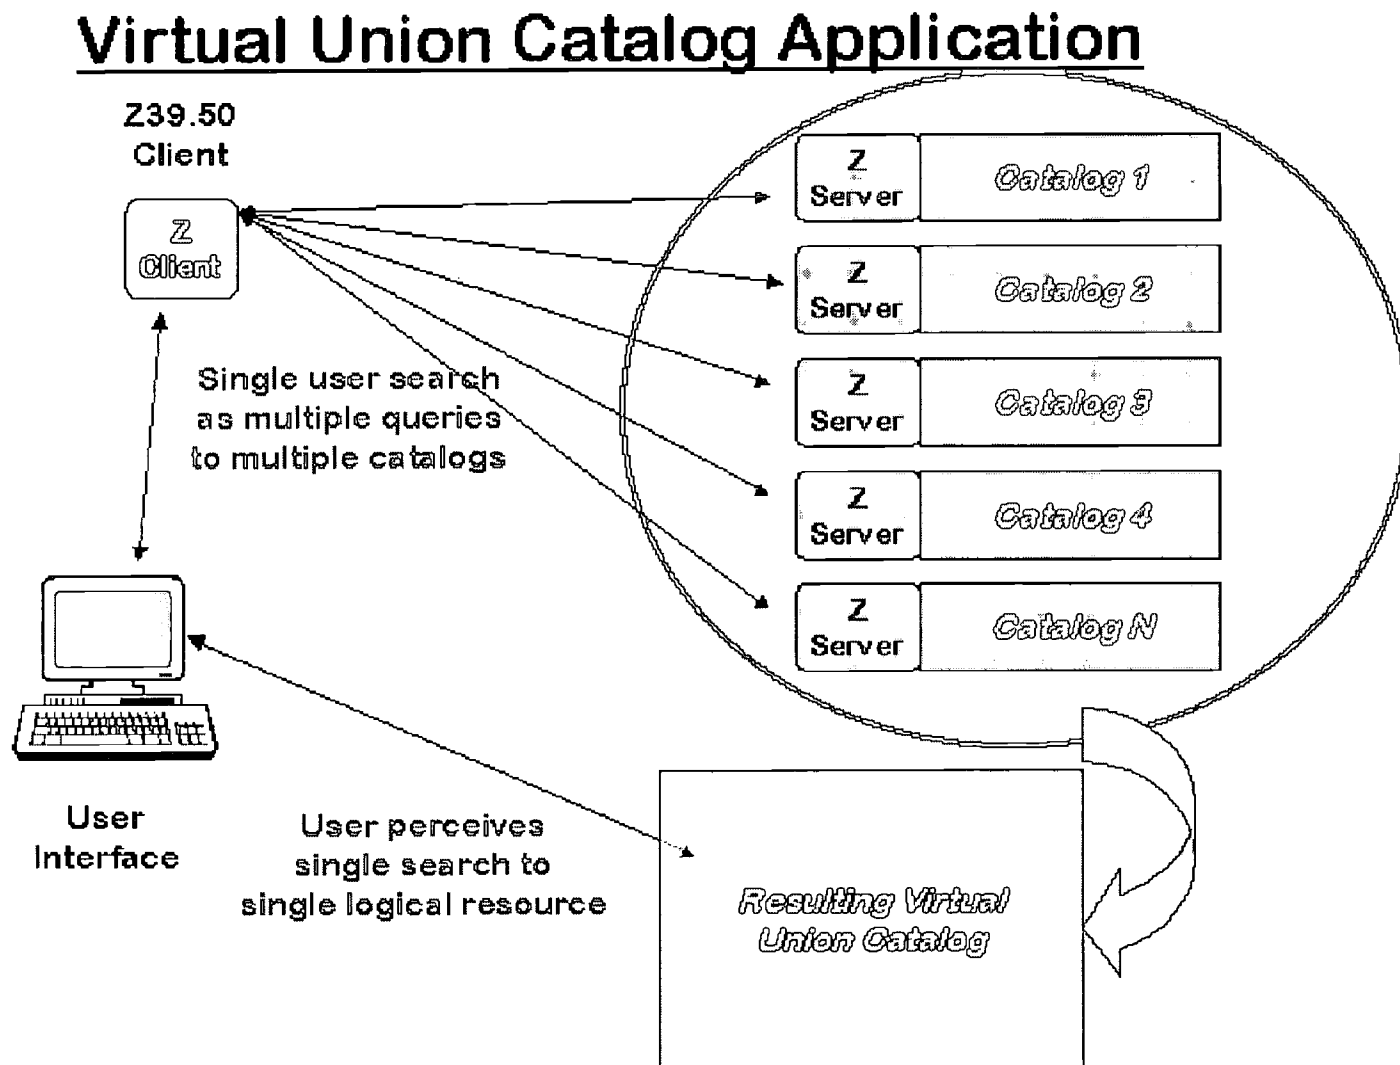 Virtual Union Catalog Application
Z39.50
Client
Z
Client
Z
Server
Catalog 1
Z
Server
Catalog 2
Z
Server
Catalog 3
Z
Server
Catalog 4
Z
Server
Catalog N
Single user search
as multiple queries
to multiple catalogs
User
Interface
User perceives
single search to
single logical resource
Resulting Virtual
Union Catalog